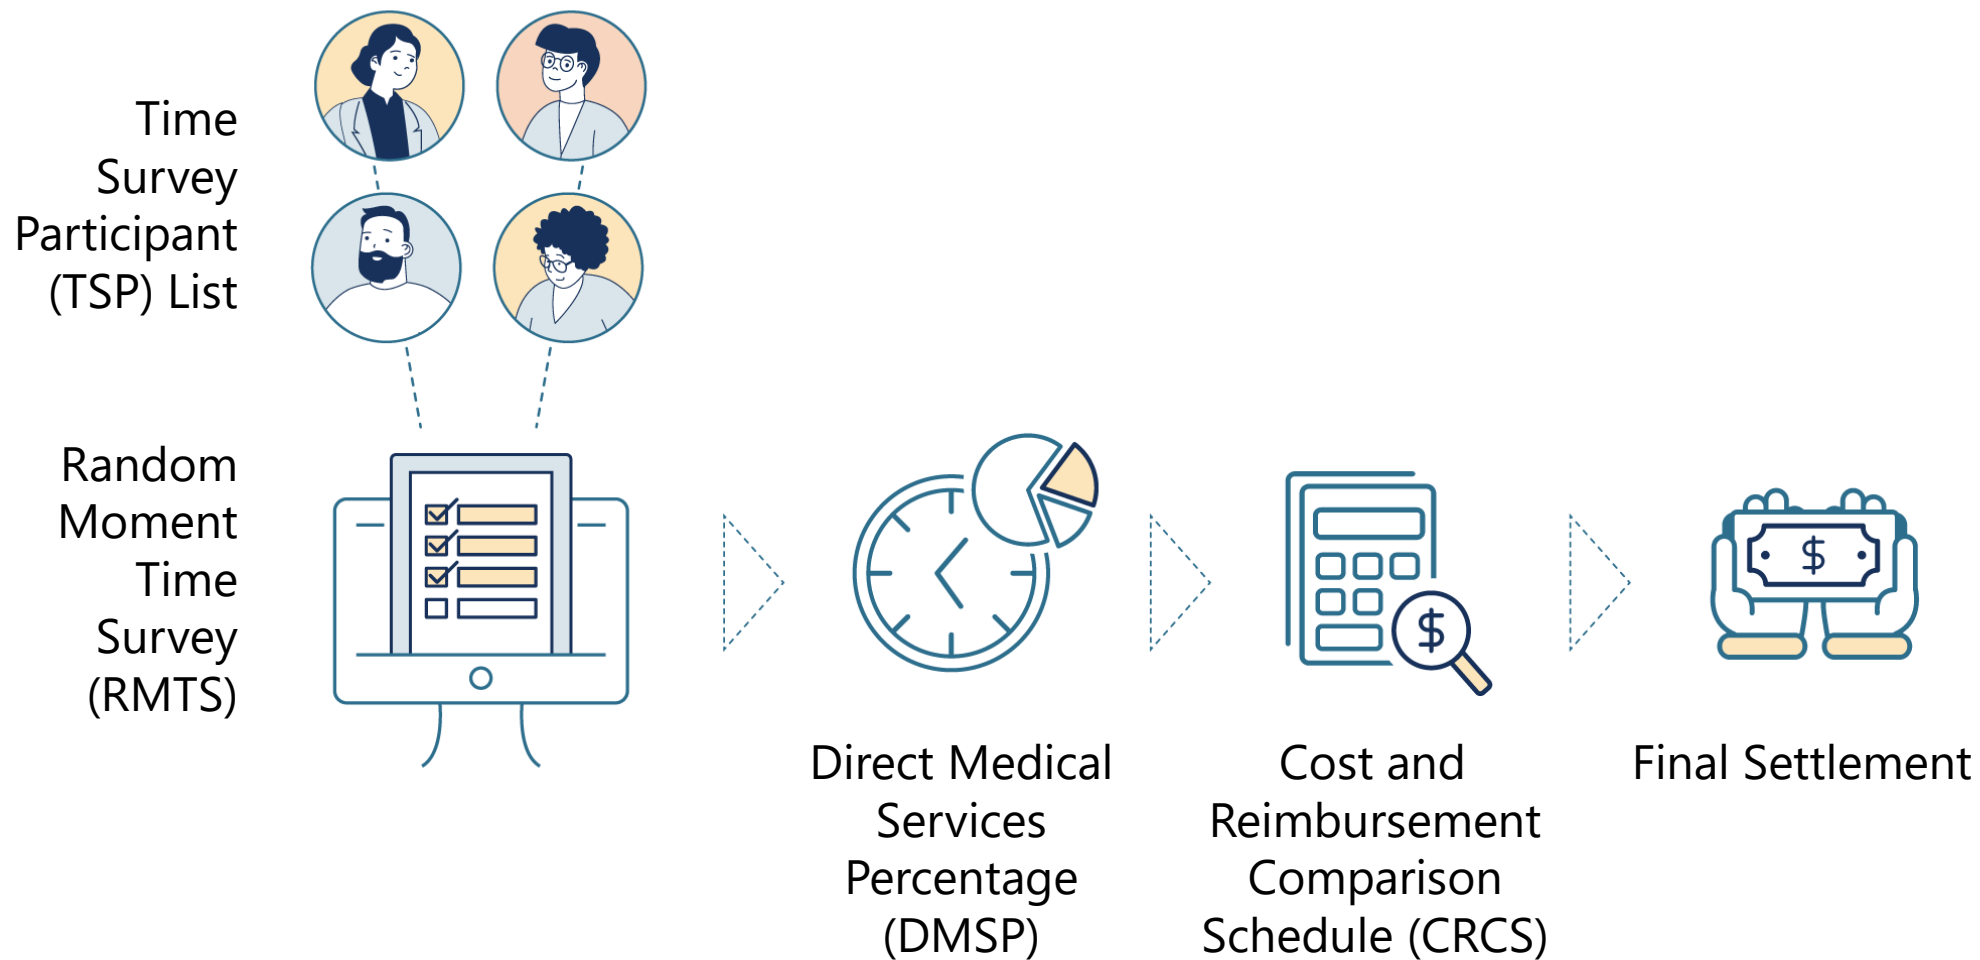 Time
Survey
Participant
(TSP) List
Random
Moment
Time
Survey
(RMTS)
$
$
Direct Medical
Services
Percentage
(DMSP)
Cost and
Reimbursement
Comparison
Schedule (CRCS)
Final Settlement